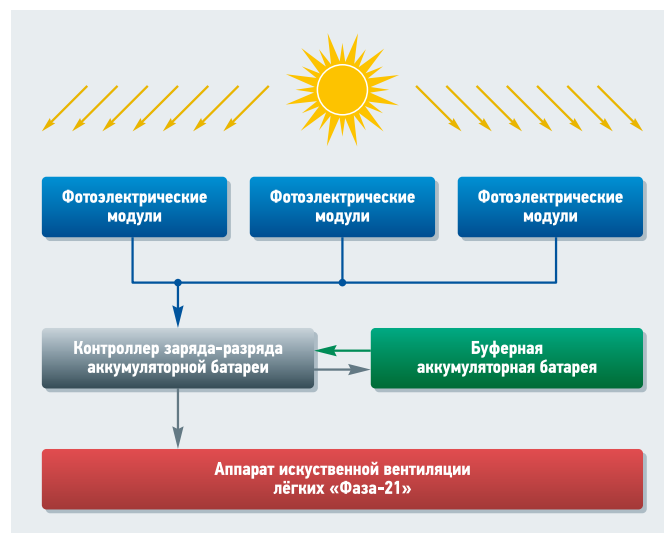 Фотоэлектрические
модули
Фотоэлектрические
модули
Фотоэлектрические
модули
Контроллер заряда-разряда
аккумуляторной батареи
Буферная
аккумуляторная батарея
Аппарат искуственной вентиляции
лёгких «Фаза-21»